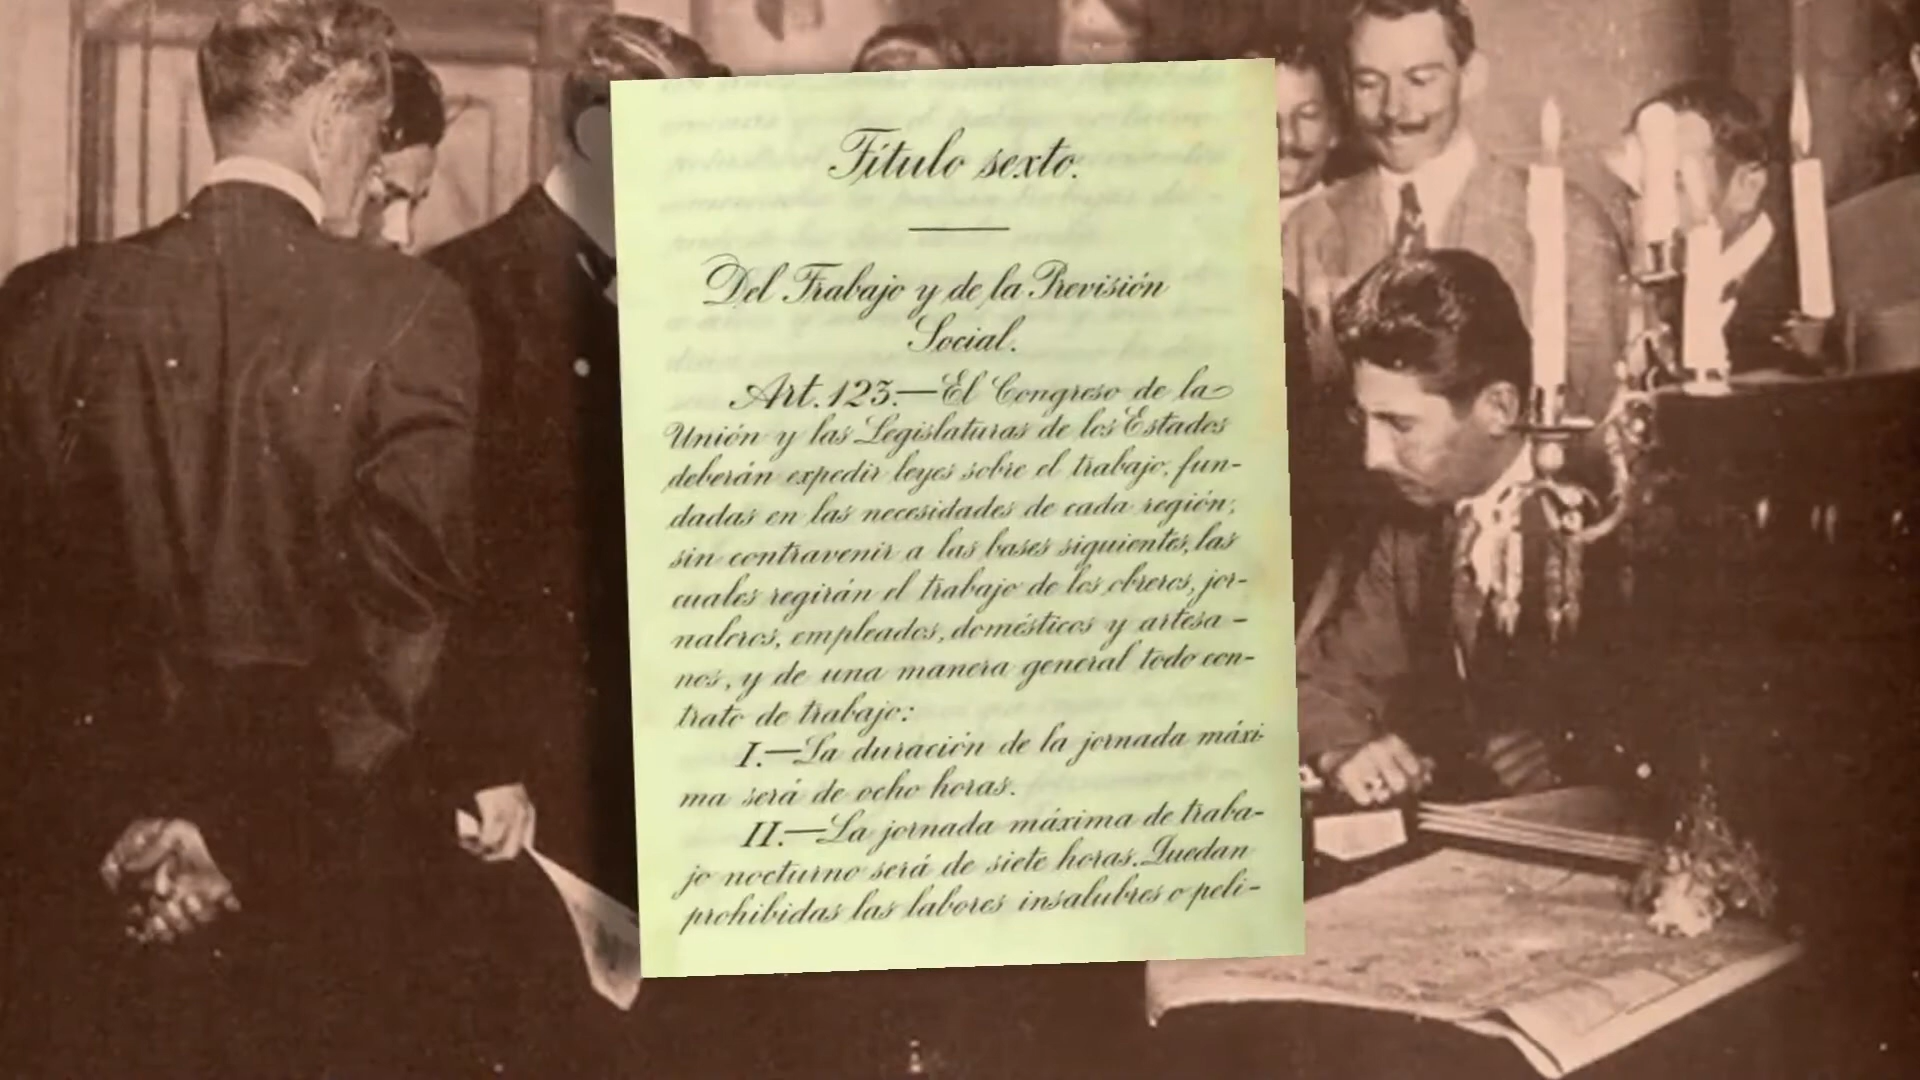 Título sexto.
Del Trabajo y de la Previsión
Social.
Art. 123.—El Congreso de la
Unión y las Legislaturas de los Estados
deberán expedir leyes sobre el trabajo, fun-
dadas en las necesidades de cada región,
sin contravenir a las bases siguientes, las
cuales regirán el trabajo de los obreros, jor-
naleros, empleados, domésticos y artesa-
nos, y de una manera general todo con-
trato de trabajo:
I.—La duración de la jornada máxi-
ma será de ocho horas.
II.—La jornada máxima de traba-
jo nocturno será de siete horas. Quedan
prohibidas las labores insalubres o peli-